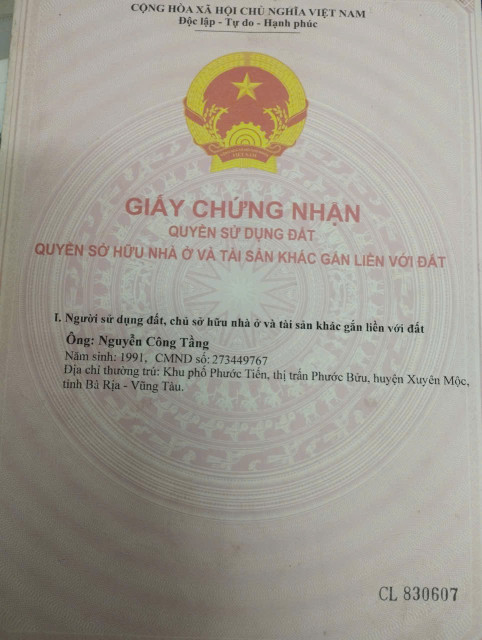 CỘNG HÒA XÃ HỘI CHỦ NGHĨA VIỆT NAM
Độc lập - Tự do - Hạnh phúc
VIỆT NAM
GIẤY CHỨNG NHẬN
QUYỀN SỬ DỤNG ĐẤT
QUYỀN SỞ HỮU NHÀ Ở VÀ TÀI SẢN KHÁC GẮN LIỀN VỚI ĐẤT
I. Người sử dụng đất, chủ sở hữu nhà ở và tài sản khác gắn liền với đất
Ông: Nguyễn Công Tầng
Năm sinh: 1991, CMND số: 273449767
Địa chỉ thường trú: Khu phố Phước Tiến, thị trấn Phước Bửu, huyện Xuyên Mộc,
tỉnh Bà Rịa - Vũng Tàu.
CL 830607